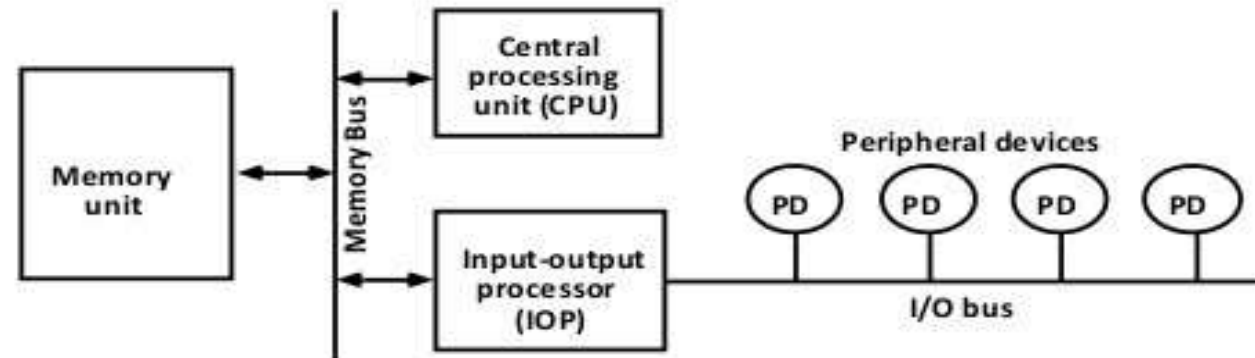 Memory
unit
Memory Bus
Central
processing
unit (CPU)
Input-output
processor
(IOP)
Peripheral devices
PD
PD
PD
PD
I/O bus